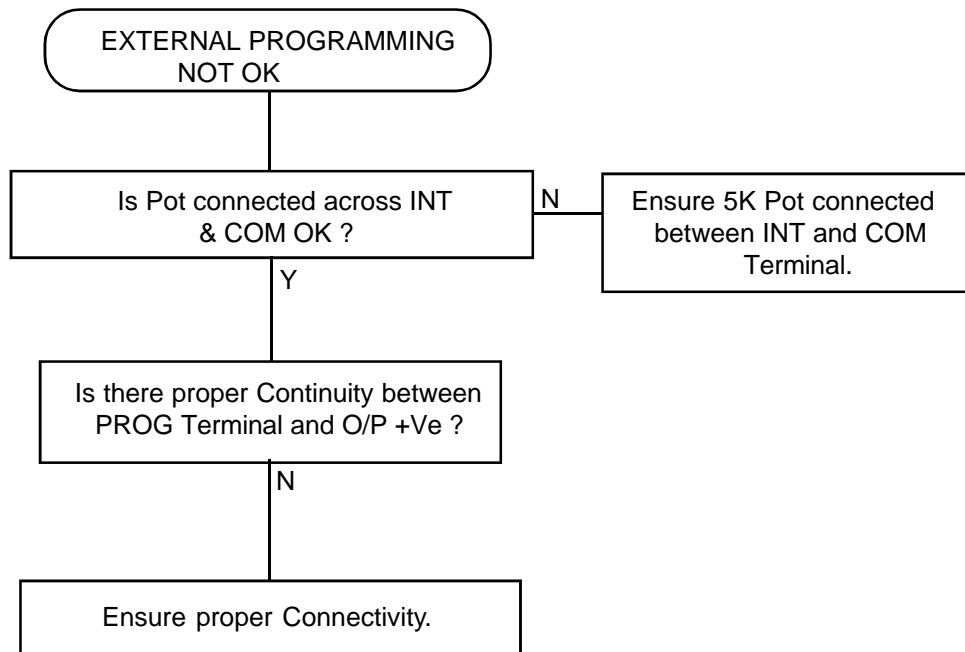 EXTERNAL PROGRAMMING
NOT OK
Is Pot connected across INT
& COM OK ?
N
Ensure 5K Pot connected
between INT and COM
Terminal.
Y
Is there proper Continuity between
PROG Terminal and O/P +Ve ?
N
Ensure proper Connectivity.